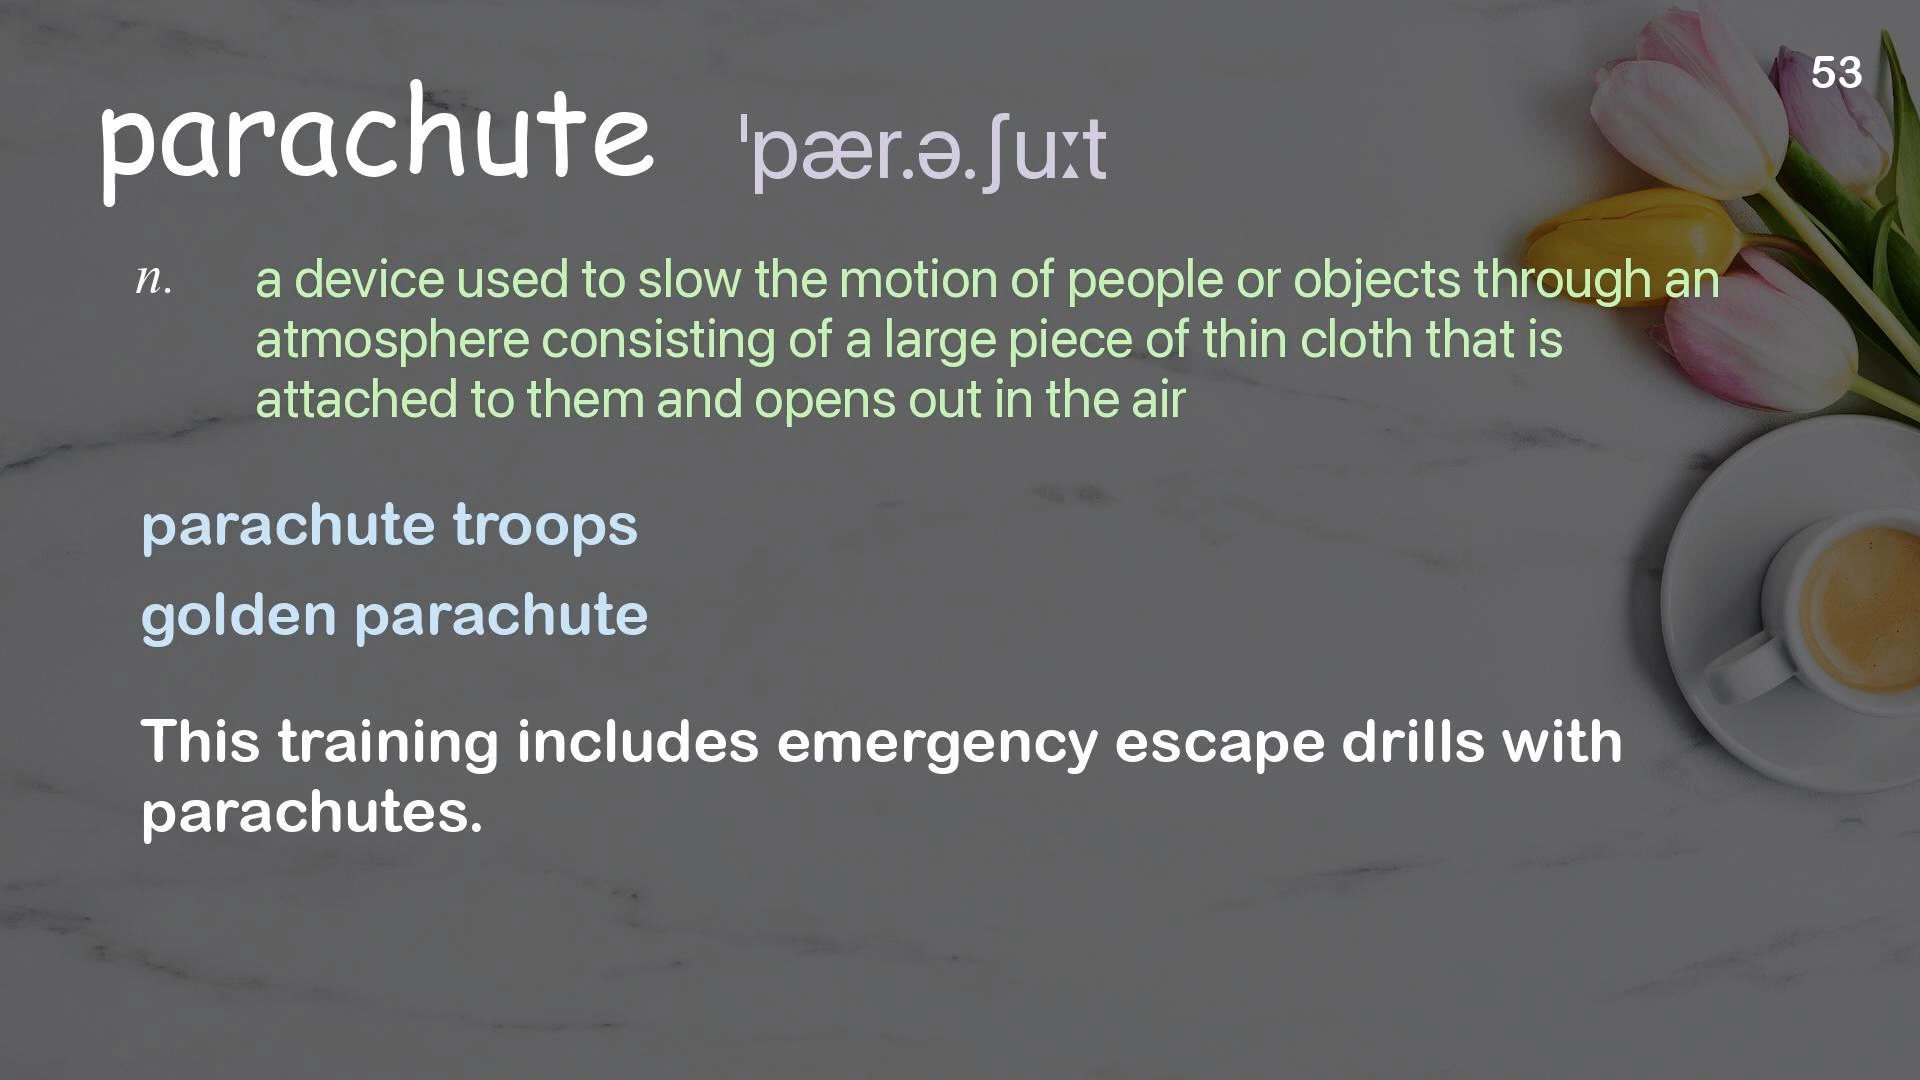 53
parachute ˈpær.ə.ʃuːt
n. a device used to slow the motion of people or objects through an
atmosphere consisting of a large piece of thin cloth that is
attached to them and opens out in the air
parachute troops
golden parachute
This training includes emergency escape drills with
parachutes.